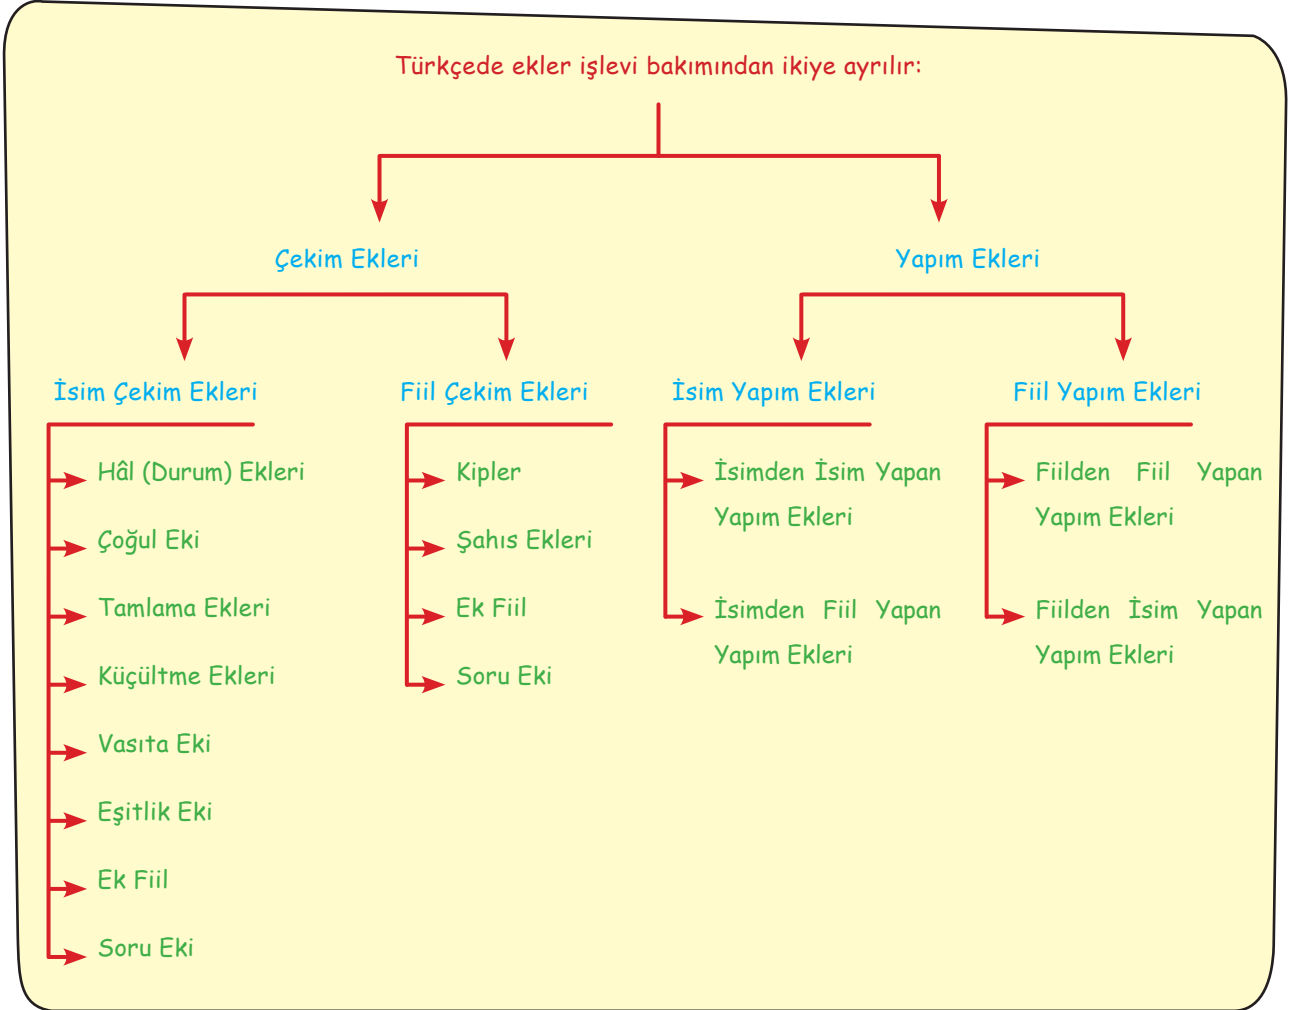 Türkçede ekler işlevi bakımından ikiye ayrılır:
Çekim Ekleri
Yapım Ekleri
İsim Çekim Ekleri
Hâl (Durum) Ekleri
Çoğul Eki
Tamlama Ekleri
Küçültme Ekleri
Vasıta Eki
Eşitlik Eki
Ek Fiil
Soru Eki
Fiil Çekim Ekleri
Kipler
Şahıs Ekleri
Ek Fiil
Soru Eki
İsim Yapım Ekleri
İsimden İsim Yapan
Yapım Ekleri
İsimden Fiil Yapan
Yapım Ekleri
Fiil Yapım Ekleri
Fiilden Fiil Yapan
Yapım Ekleri
Fiilden İsim Yapan
Yapım Ekleri